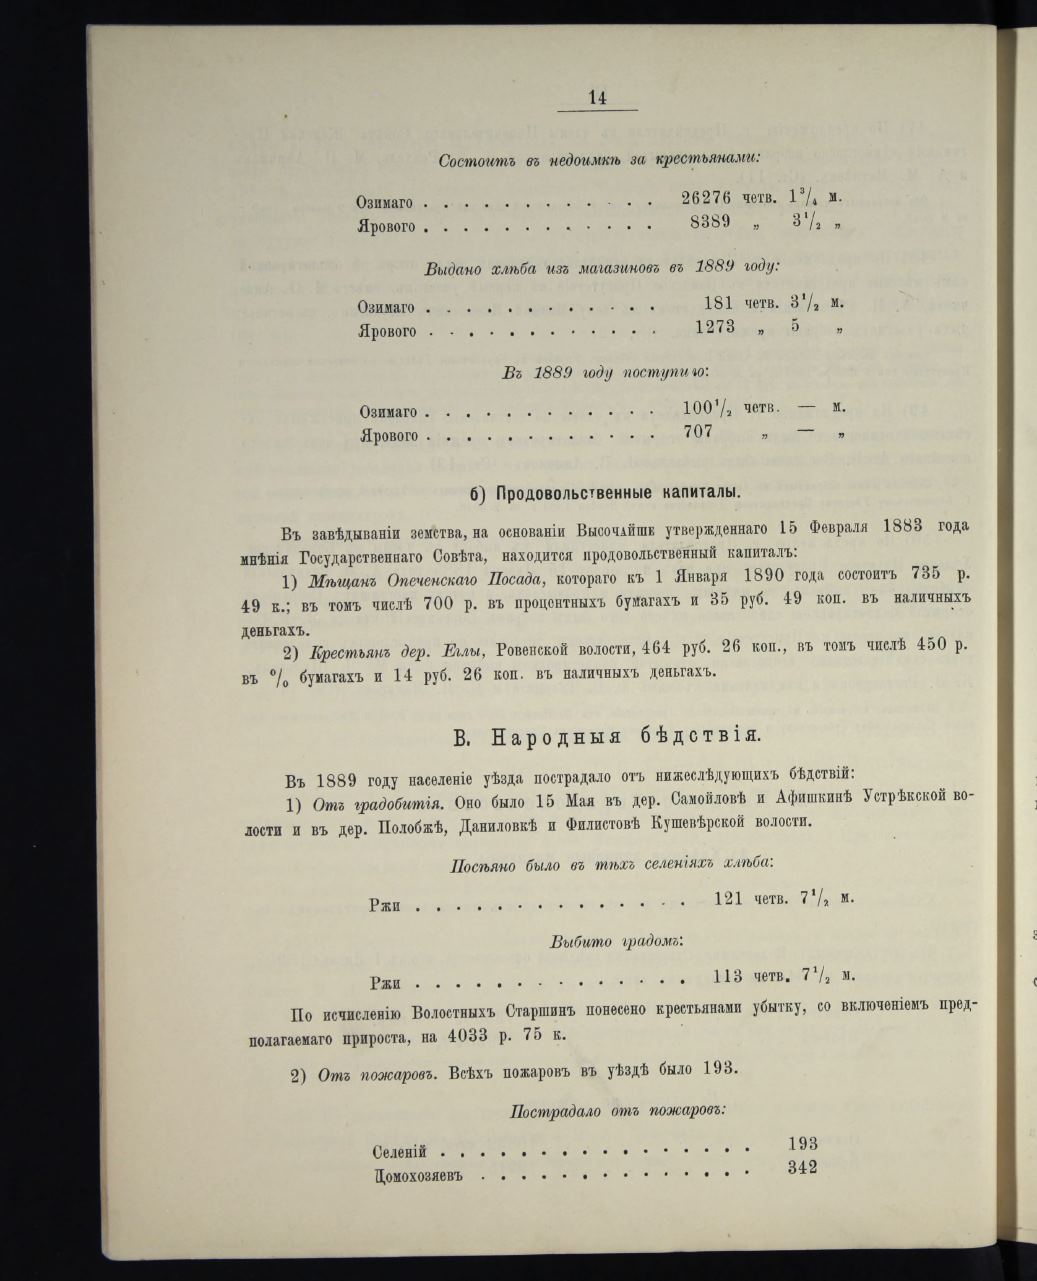 14
Состоитъ въ недоимкѣ за крестьянами:
Озимаго . . . . . . . . . . . . 26276 четв. 1³/₄ м.
Ярового . . . . . . . . . . . . 8389 „ 3¹/₂ „
Выдано хлѣба изъ магазиновъ въ 1889 году:
Озимаго . . . . . . . . . . . . 181 четв. 3¹/₂ м.
Ярового . . . . . . . . . . . . 1273 „ 5 „
Въ 1889 году поступило:
Озимаго . . . . . . . . . . . . 100¹/₂ четв. — м.
Ярового . . . . . . . . . . . . 707 „ — „
б) Продовольственные капиталы.
Въ завѣдываніи земства, на основаніи Высочайше утвержденнаго 15 Февраля 1883 года
мнѣнія Государственнаго Совѣта, находится продовольственный капиталъ:
1) Мѣщанъ Опеченскаго Посада, котораго къ 1 Января 1890 года состоитъ 735 р.
49 к.; въ томъ числѣ 700 р. въ процентныхъ бумагахъ и 35 руб. 49 коп. въ наличныхъ
деньгахъ.
2) Крестьянъ дер. Еглы, Ровенской волости, 464 руб. 26 коп., въ томъ числѣ 450 р.
въ % бумагахъ и 14 руб. 26 коп. въ наличныхъ деньгахъ.
В. Народныя бѣдствія.
Въ 1889 году населеніе уѣзда пострадало отъ нижеслѣдующихъ бѣдствій:
1) Отъ градобитія. Оно было 15 Мая въ дер. Самойловѣ и Афишкинѣ Устрѣкской во-
лости и въ дер. Полобжѣ, Даниловкѣ и Филистовѣ Кушевѣрской волости.
Посѣяно было въ тѣхъ селеніяхъ хлѣба:
Ржи . . . . . . . . . . . . . . 121 четв. 7¹/₂ м.
Выбито градомъ:
Ржи . . . . . . . . . . . . . . 113 четв. 7¹/₂ м.
По исчисленію Волостныхъ Старшинъ понесено крестьянами убытку, со включеніемъ пред-
полагаемаго прироста, на 4033 р. 75 к.
2) Отъ пожаровъ. Всѣхъ пожаровъ въ уѣздѣ было 193.
Пострадало отъ пожаровъ:
Селеній . . . . . . . . . . . . . . . . 193
Домохозяевъ . . . . . . . . . . . . . . 342